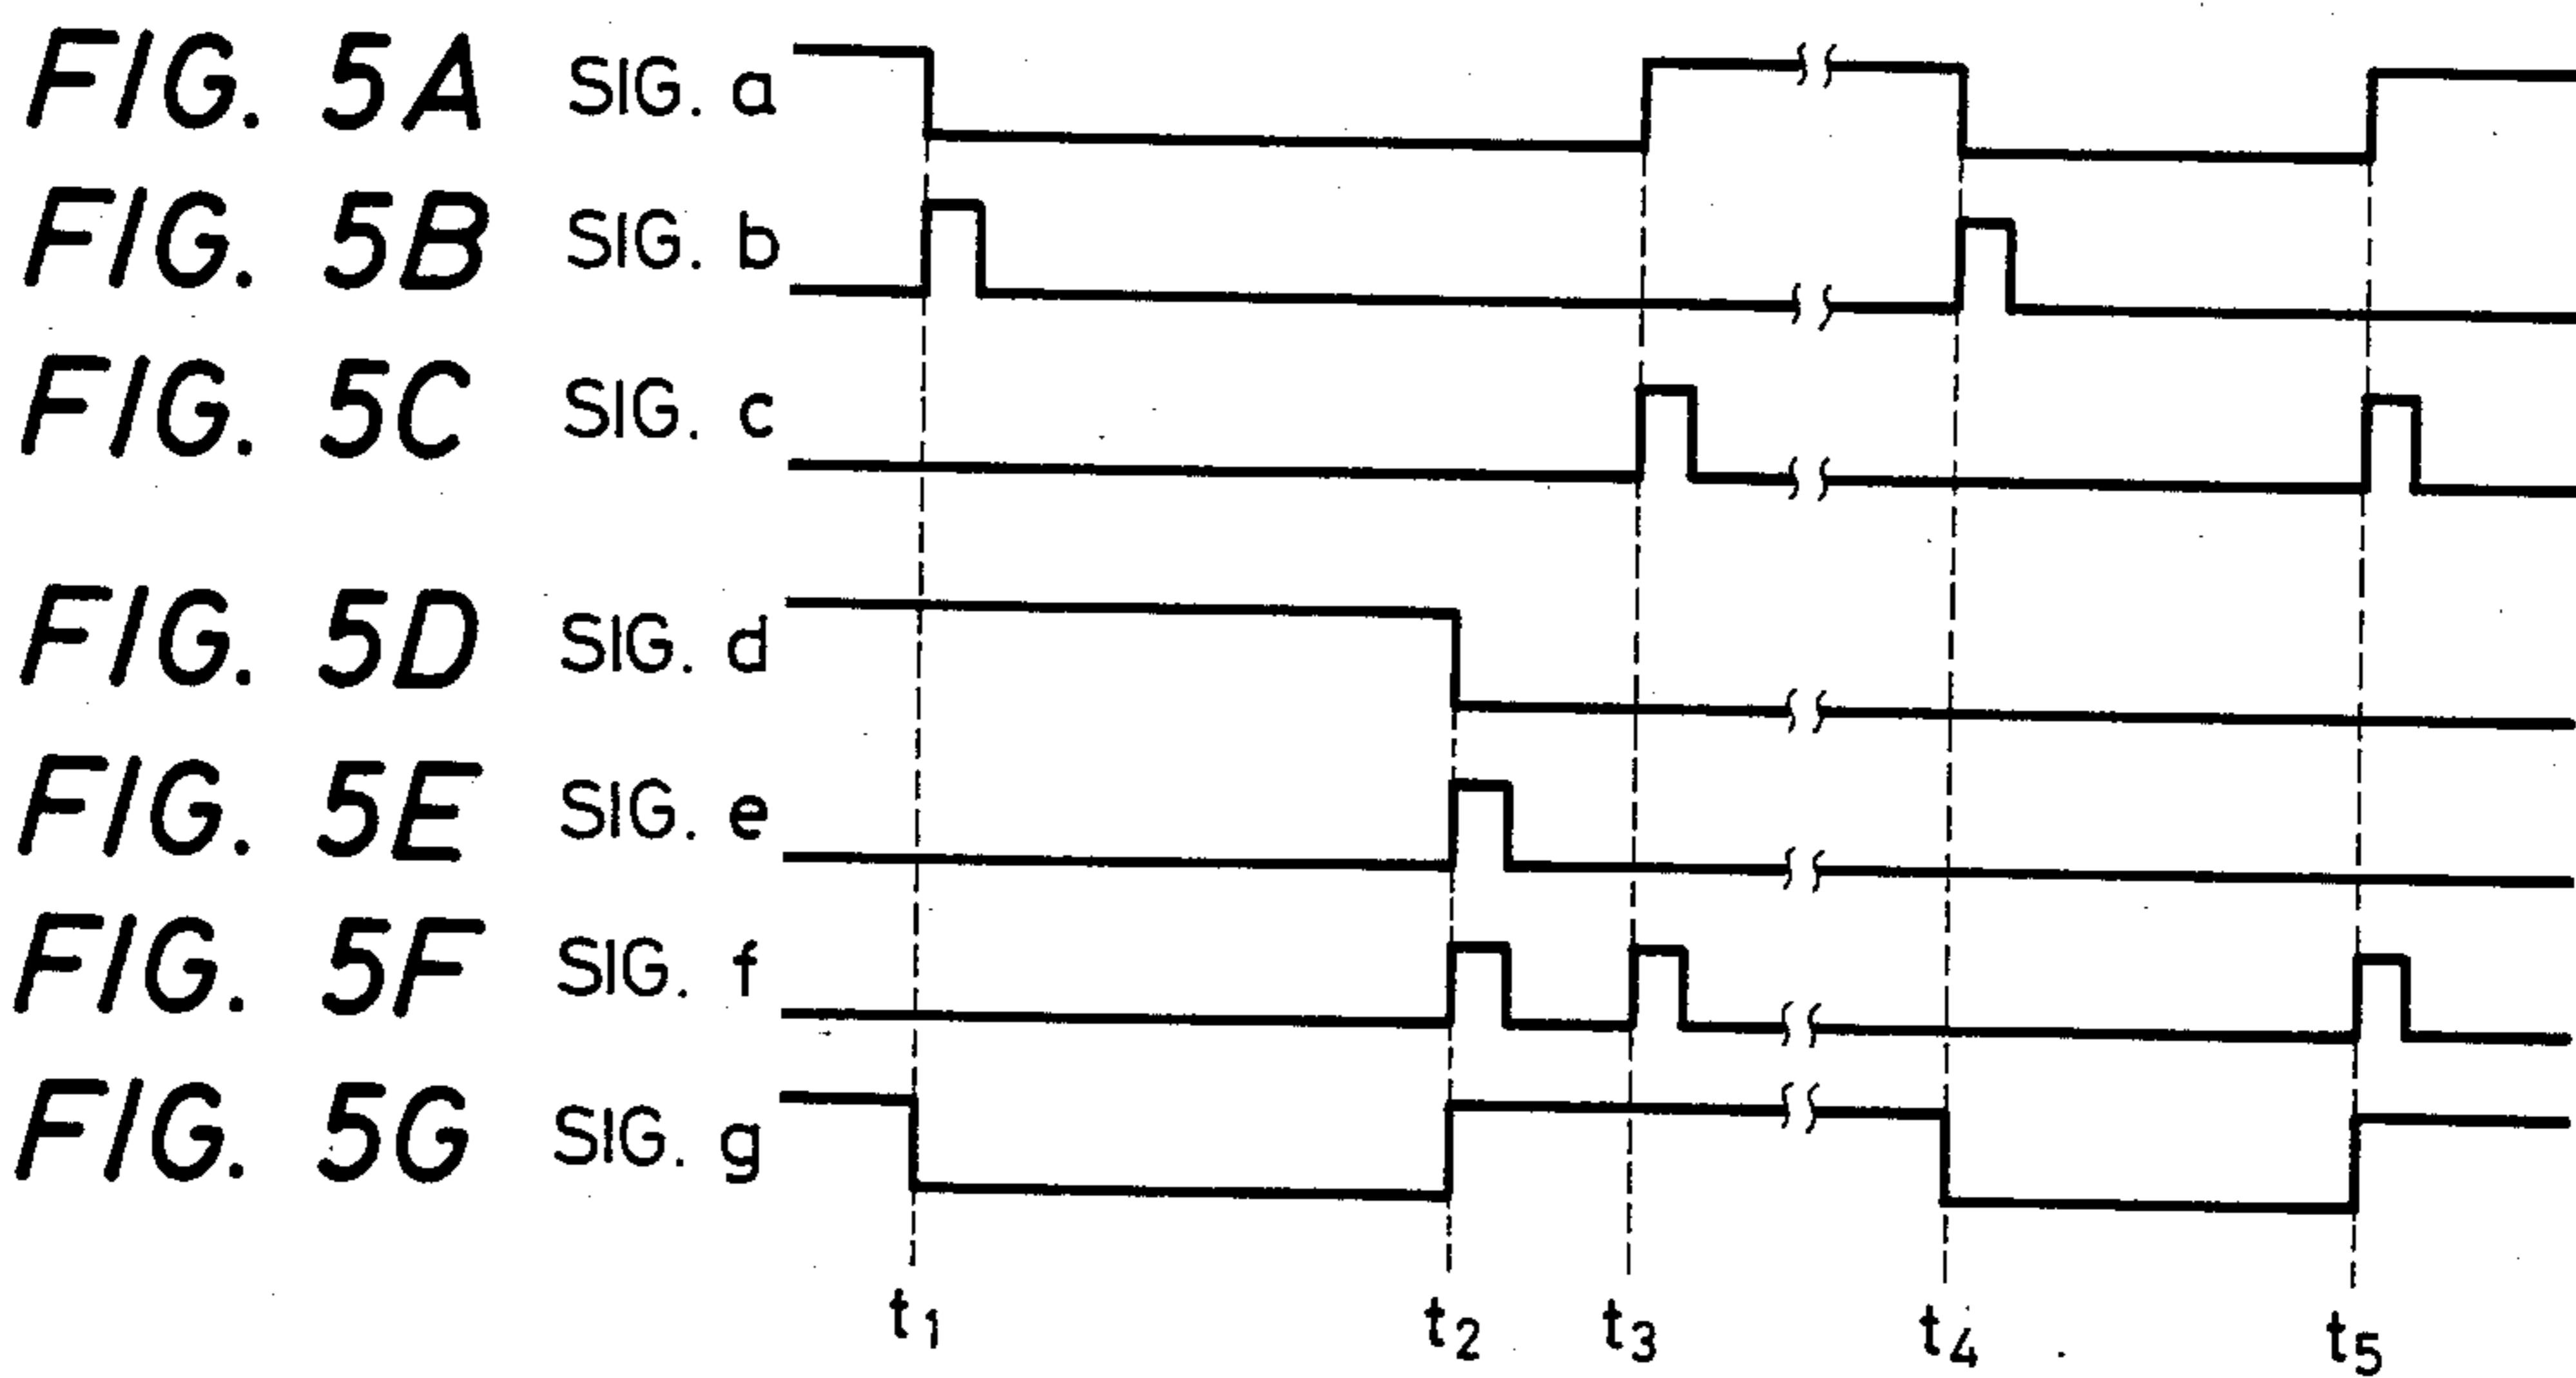 FIG. 5A SIG. a
FIG. 5B SIG. b
FIG. 5C SIG. c
FIG. 5D SIG. d
FIG. 5E SIG. e
FIG. 5F SIG. f
FIG. 5G SIG. g
t1 t2 t3 t4 t5